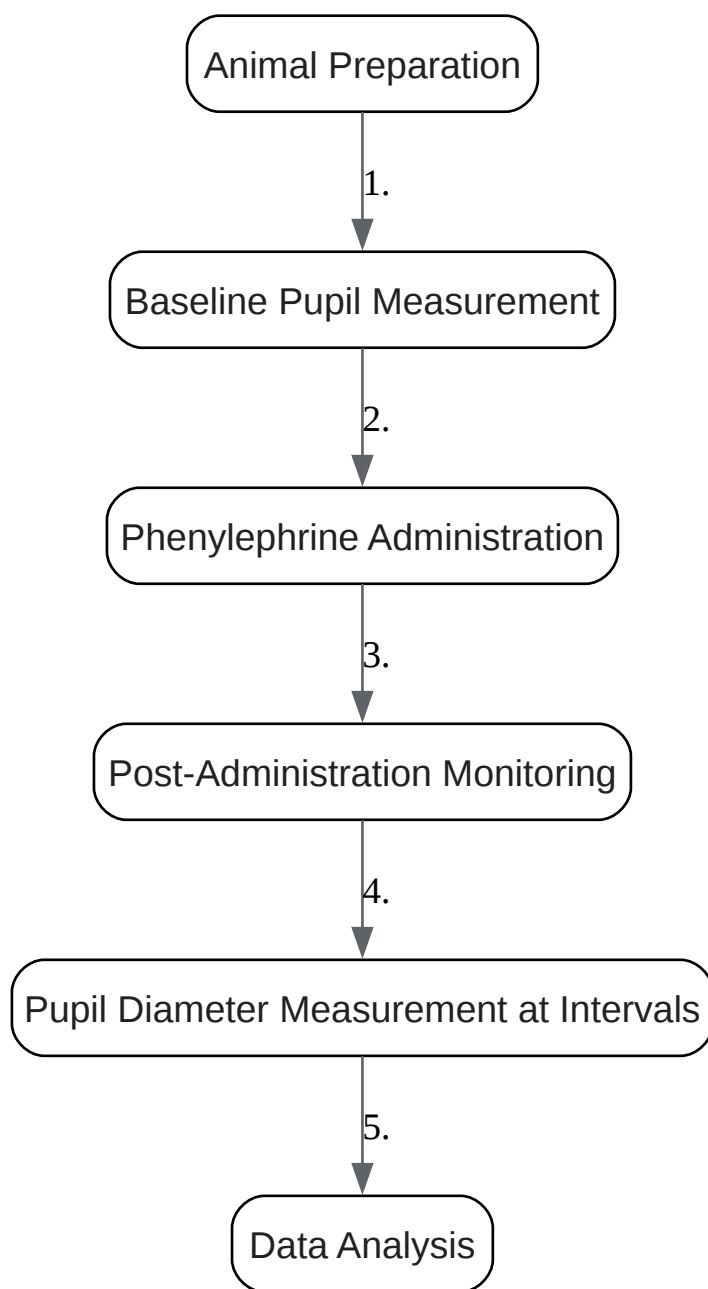 Animal Preparation
1.
Baseline Pupil Measurement
2.
Phenylephrine Administration
3.
Post-Administration Monitoring
4.
Pupil Diameter Measurement at Intervals
5.
Data Analysis